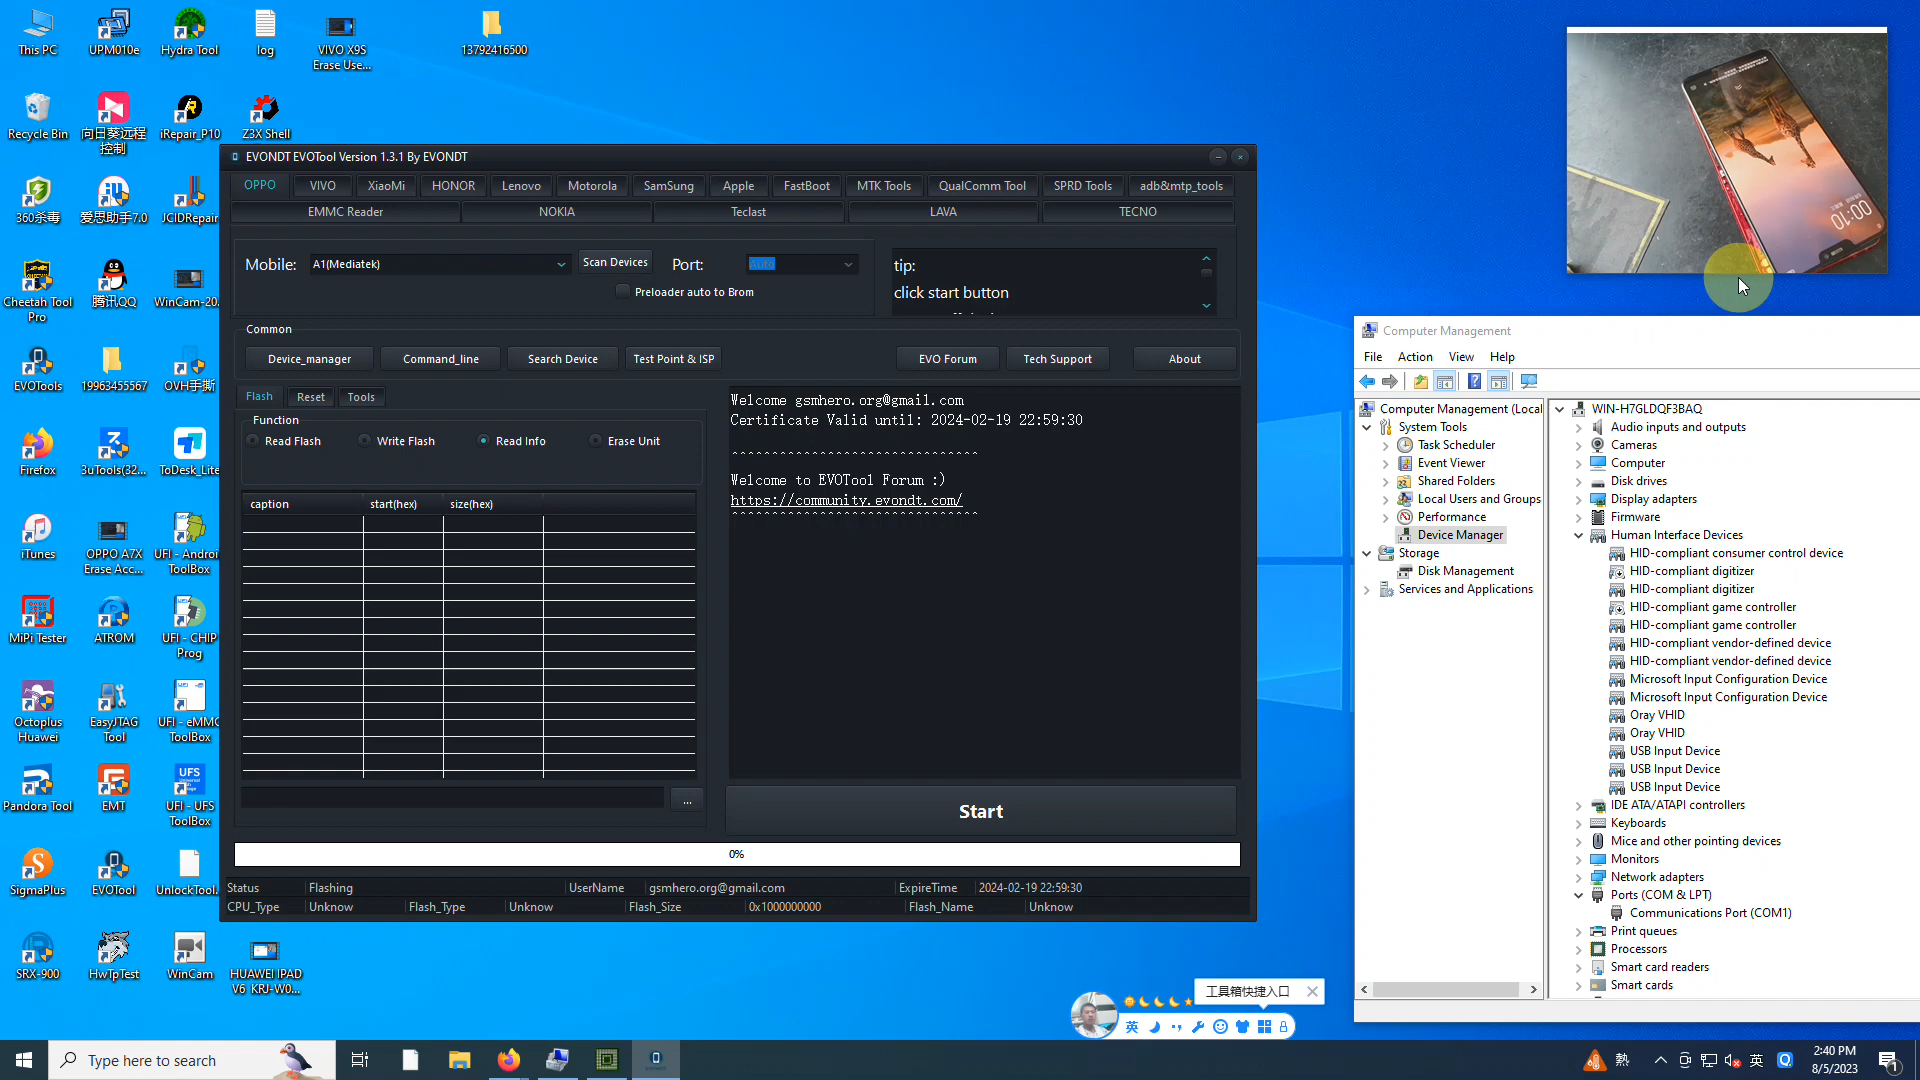 This PC
UPM010e
Hydra Tool
log
VIVO X9S
Erase Use...
13792416500
Recycle Bin
向日葵远程
控制
iRepair_P10
Z3X Shell
360杀毒
爱思助手7.0
JCIDRepair
Cheetah Tool
Pro
腾讯QQ
WinCam-20.
EVOTools
19963455567
OVH手撕
Firefox
3uTools(32...
ToDesk_Lite
iTunes
OPPO A7X
Erase Acc...
UFI - Androi
ToolBox
MiPi Tester
ATROM
UFI - CHIP
Prog
Octoplus
Huawei
EasyJTAG
Tool
UFI - eMMC
ToolBox
Pandora Tool
EMT
UFI - UFS
ToolBox
SigmaPlus
EVOTool
UnlockTool.
SRX-900
HwTpTest
WinCam
HUAWEI IPAD
V6 KRJ-W0...
EVONDT EVOTool Version 1.3.1 By EVONDT
OPPO VIVO XiaoMi HONOR Lenovo Motorola SamSung Apple FastBoot MTK Tools QualComm Tool SPRD Tools adb&mtp_tools
EMMC Reader NOKIA Teclast LAVA TECNO
Mobile: A1(Mediatek) Scan Devices Port: Auto
Preloader auto to Brom
tip:
click start button
Common
Device_manager Command_line Search Device Test Point & ISP EVO Forum Tech Support About
Flash Reset Tools
Function
Read Flash Write Flash Read Info Erase Unit
caption start(hex) size(hex)
...
Welcome gsmhero.org@gmail.com
Certificate Valid until: 2024-02-19 22:59:30
^^^^^^^^^^^^^^^^^^^^^^^^^^^^^^^
Welcome to EVOTool Forum :)
https://community.evondt.com/
^^^^^^^^^^^^^^^^^^^^^^^^^^^^^^^
Start
0%
Status Flashing UserName gsmhero.org@gmail.com ExpireTime 2024-02-19 22:59:30
CPU_Type Unknow Flash_Type Unknow Flash_Size 0x1000000000 Flash_Name Unknow
00:10
Computer Management
File Action View Help
Computer Management (Local
System Tools
Task Scheduler
Event Viewer
Shared Folders
Local Users and Groups
Performance
Device Manager
Storage
Disk Management
Services and Applications
WIN-H7GLDQF3BAQ
Audio inputs and outputs
Cameras
Computer
Disk drives
Display adapters
Firmware
Human Interface Devices
HID-compliant consumer control device
HID-compliant digitizer
HID-compliant digitizer
HID-compliant game controller
HID-compliant game controller
HID-compliant vendor-defined device
HID-compliant vendor-defined device
Microsoft Input Configuration Device
Microsoft Input Configuration Device
Oray VHID
Oray VHID
USB Input Device
USB Input Device
USB Input Device
IDE ATA/ATAPI controllers
Keyboards
Mice and other pointing devices
Monitors
Network adapters
Ports (COM & LPT)
Communications Port (COM1)
Print queues
Processors
Smart card readers
Smart cards
工具箱快捷入口
英
Type here to search
英
2:40 PM
8/5/2023
1